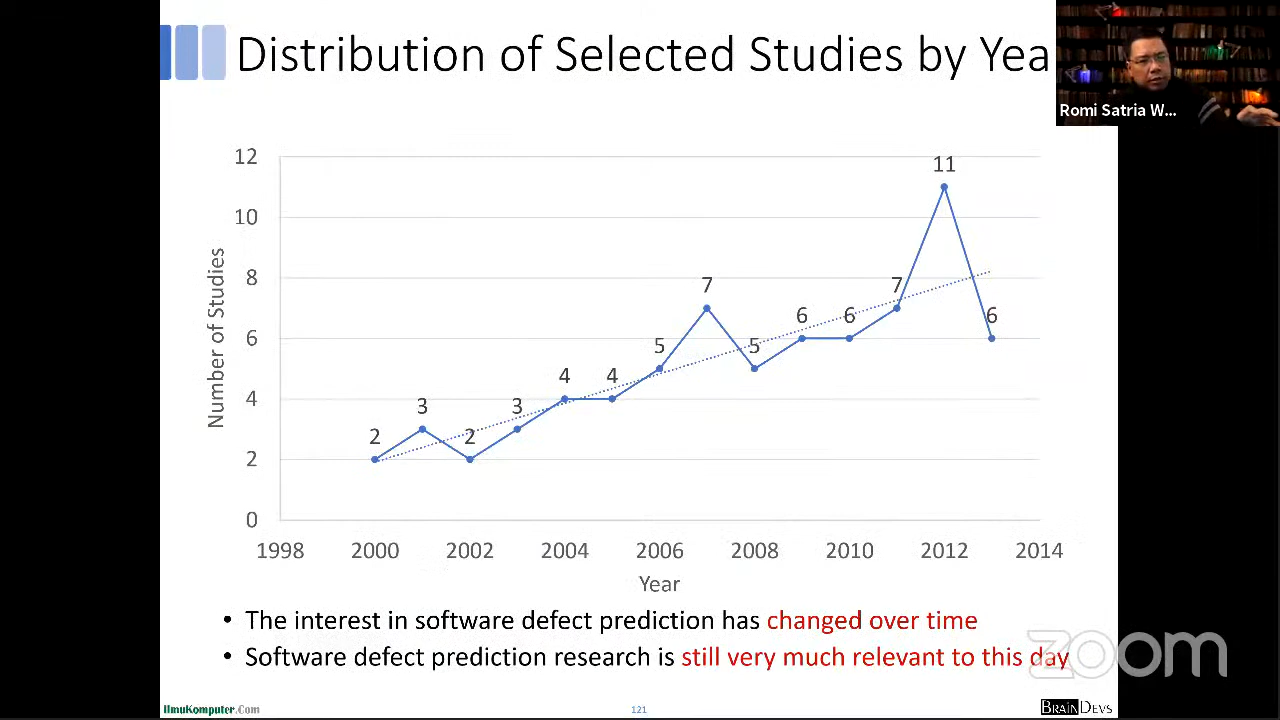 Distribution of Selected Studies by Yea
Romi Satria W...
12
11
10
Number of Studies
8
7
7
6
6
6
6
5
5
4
4
4
3
3
2
2
2
0
1998 2000 2002 2004 2006 2008 2010 2012 2014
Year
• The interest in software defect prediction has changed over time
• Software defect prediction research is still very much relevant to this day
zoom
IlmuKomputer.Com
121
BRAINDEVS